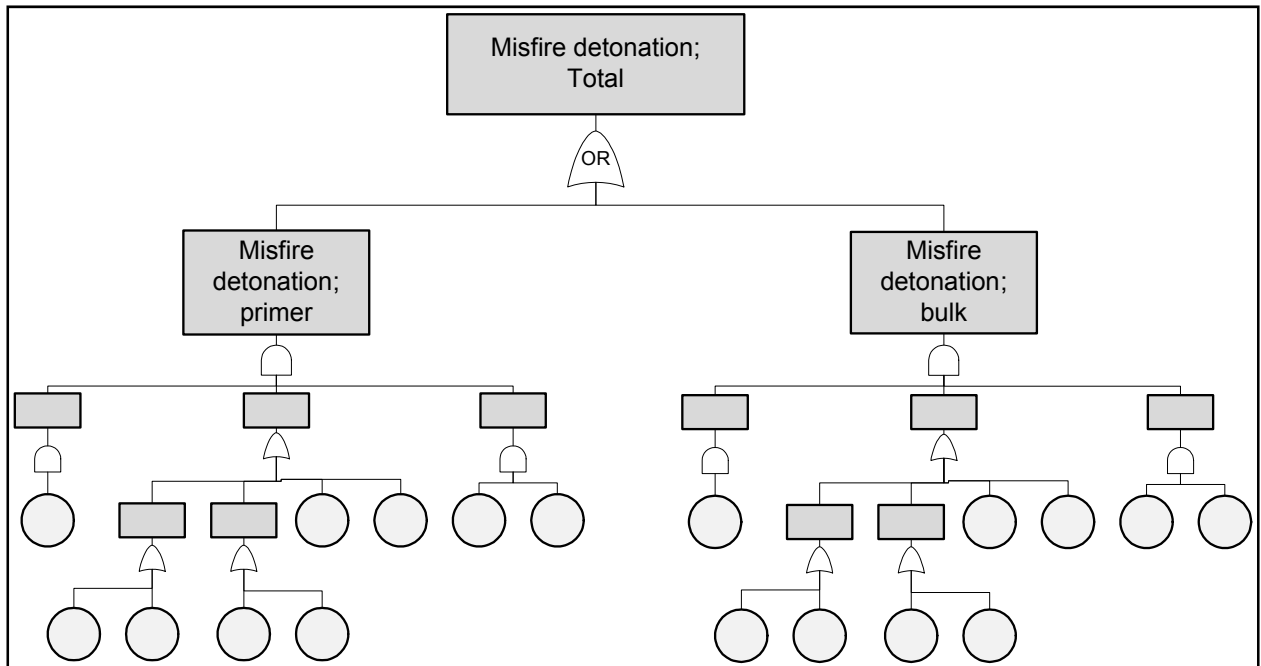 Misfire detonation;
Total
OR
Misfire
detonation;
primer
Misfire
detonation;
bulk